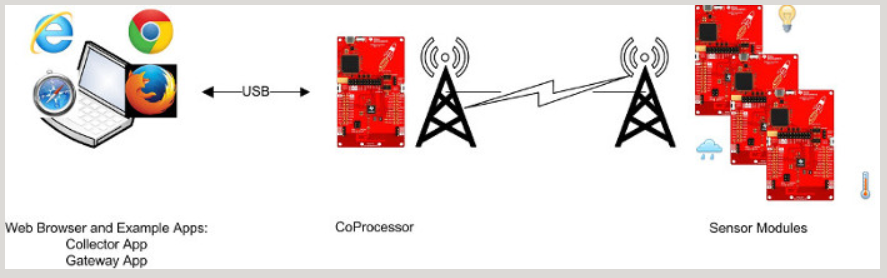 USB
Web Browser and Example Apps:
Collector App
Gateway App
CoProcessor
Sensor Modules